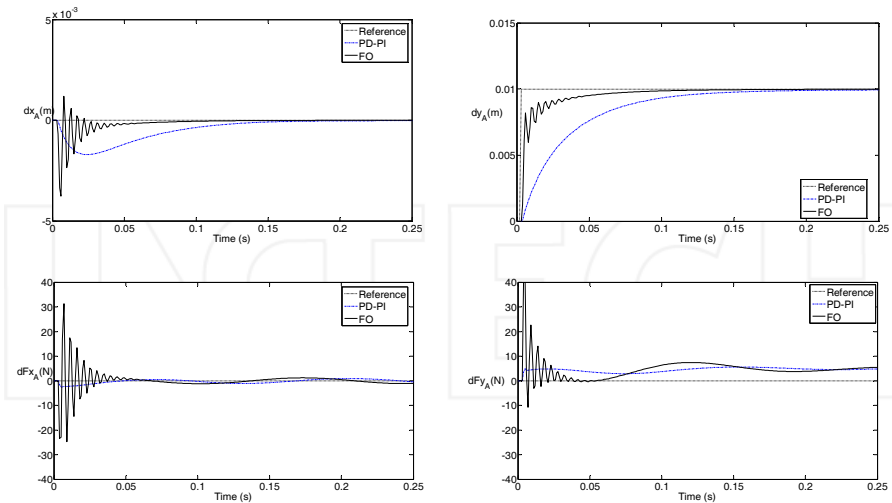 5 x 10⁻³
0
-5
dx_A(m)
Reference
PD-PI
FO
0 0.05 0.1 0.15 0.2 0.25
Time (s)
0.015
0.01
0.005
0
dy_A(m)
Reference
PD-PI
FO
0 0.05 0.1 0.15 0.2 0.25
Time (s)
40
30
20
10
0
-10
-20
-30
-40
dFx_A(N)
Reference
PD-PI
FO
0 0.05 0.1 0.15 0.2 0.25
Time (s)
40
30
20
10
0
-10
-20
-30
-40
dFy_A(N)
Reference
PD-PI
FO
0 0.05 0.1 0.15 0.2 0.25
Time (s)